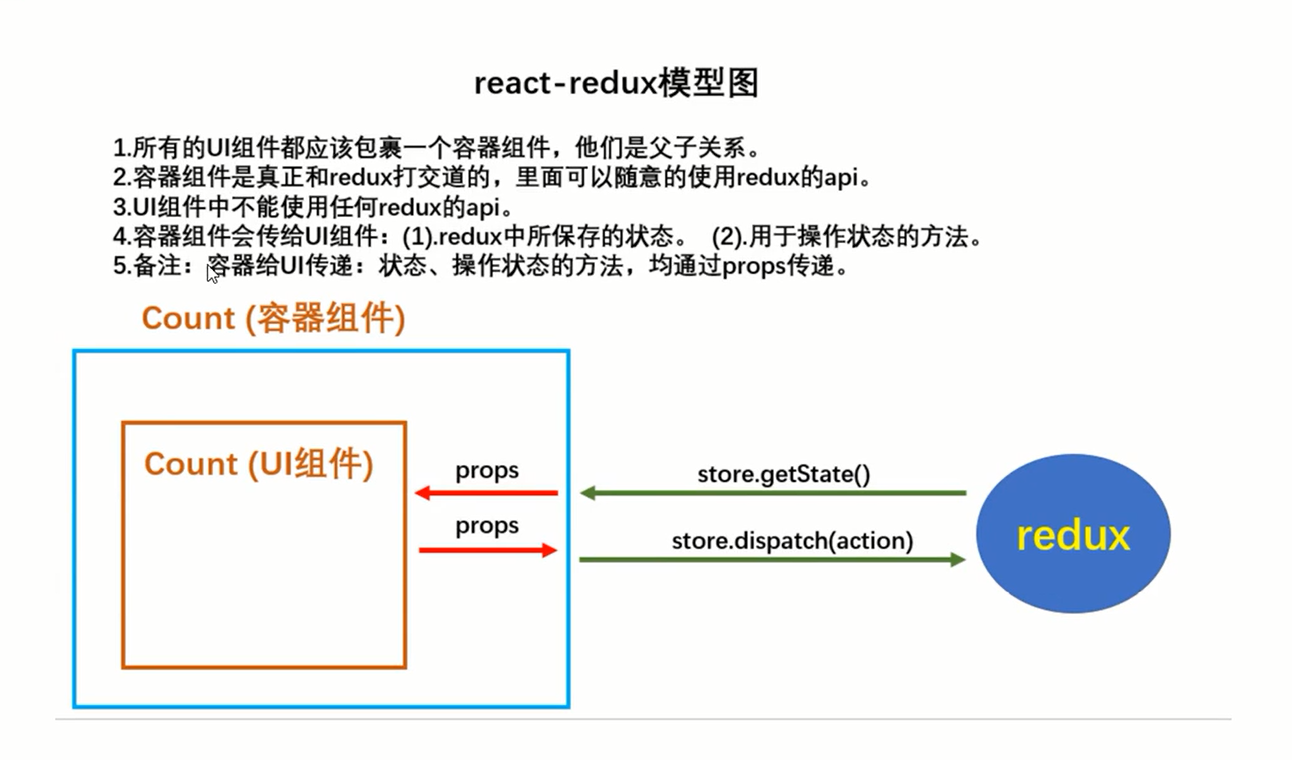 react-redux模型图
1.所有的UI组件都应该包裹一个容器组件，他们是父子关系。
2.容器组件是真正和redux打交道的，里面可以随意的使用redux的api。
3.UI组件中不能使用任何redux的api。
4.容器组件会传给UI组件：(1).redux中所保存的状态。 (2).用于操作状态的方法。
5.备注：容器给UI传递：状态、操作状态的方法，均通过props传递。
Count (容器组件)
Count (UI组件)
props
store.getState()
props
store.dispatch(action)
redux